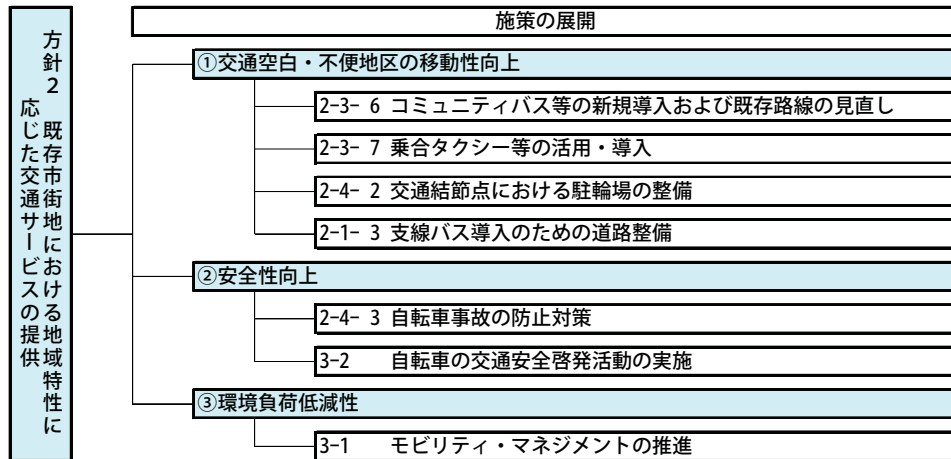 方針２　既存市街地における地域特性に
応じた交通サービスの提供
施策の展開
①交通空白・不便地区の移動性向上
2-3- 6 コミュニティバス等の新規導入および既存路線の見直し
2-3- 7 乗合タクシー等の活用・導入
2-4- 2 交通結節点における駐輪場の整備
2-1- 3 支線バス導入のための道路整備
②安全性向上
2-4- 3 自転車事故の防止対策
3-2 自転車の交通安全啓発活動の実施
③環境負荷低減性
3-1 モビリティ・マネジメントの推進